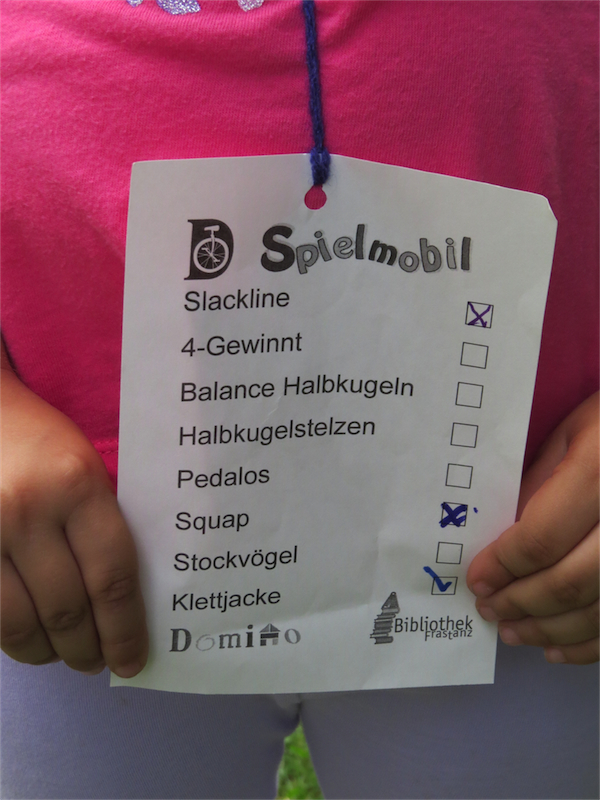 D Spielmobil
Slackline
4-Gewinnt
Balance Halbkugeln
Halbkugelstelzen
Pedalos
Squap
Stockvögel
Klettjacke
Domino
Bibliothek
Frastanz